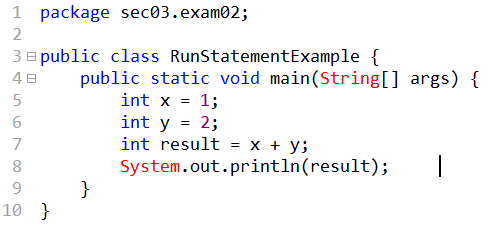 1 package sec03.exam02;
2
3 public class RunStatementExample {
4     public static void main(String[] args) {
5         int x = 1;
6         int y = 2;
7         int result = x + y;
8         System.out.println(result);
9     }
10 }